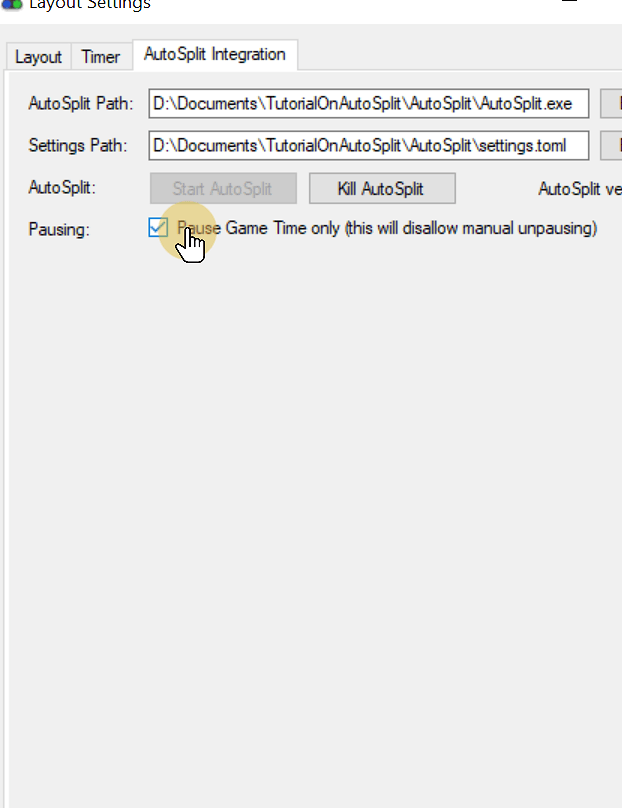 Layout Settings
Layout Timer AutoSplit Integration
AutoSplit Path: D:\Documents\TutorialOnAutoSplit\AutoSplit\AutoSplit.exe
Settings Path: D:\Documents\TutorialOnAutoSplit\AutoSplit\settings.toml
AutoSplit: Start AutoSplit Kill AutoSplit AutoSplit ve
Pausing: Pause Game Time only (this will disallow manual unpausing)